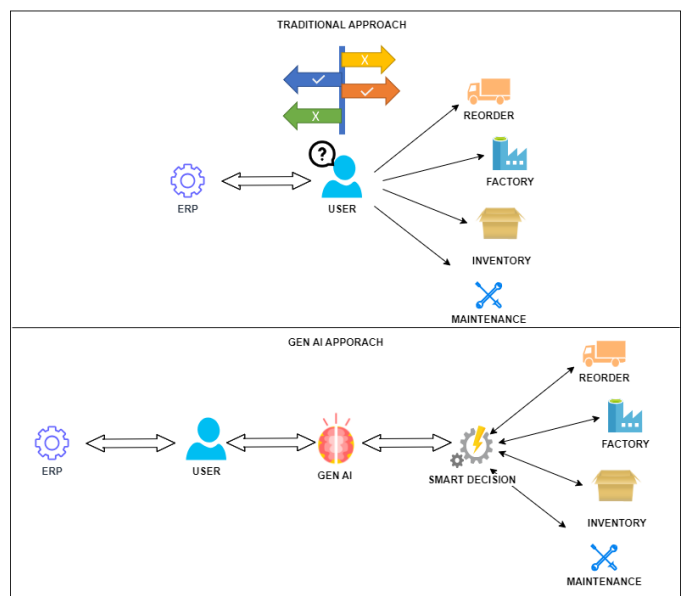 TRADITIONAL APPROACH
X
X
REORDER
?
FACTORY
ERP
USER
INVENTORY
MAINTENANCE
GEN AI APPORACH
REORDER
FACTORY
ERP
USER
GEN AI
SMART DECISION
INVENTORY
MAINTENANCE